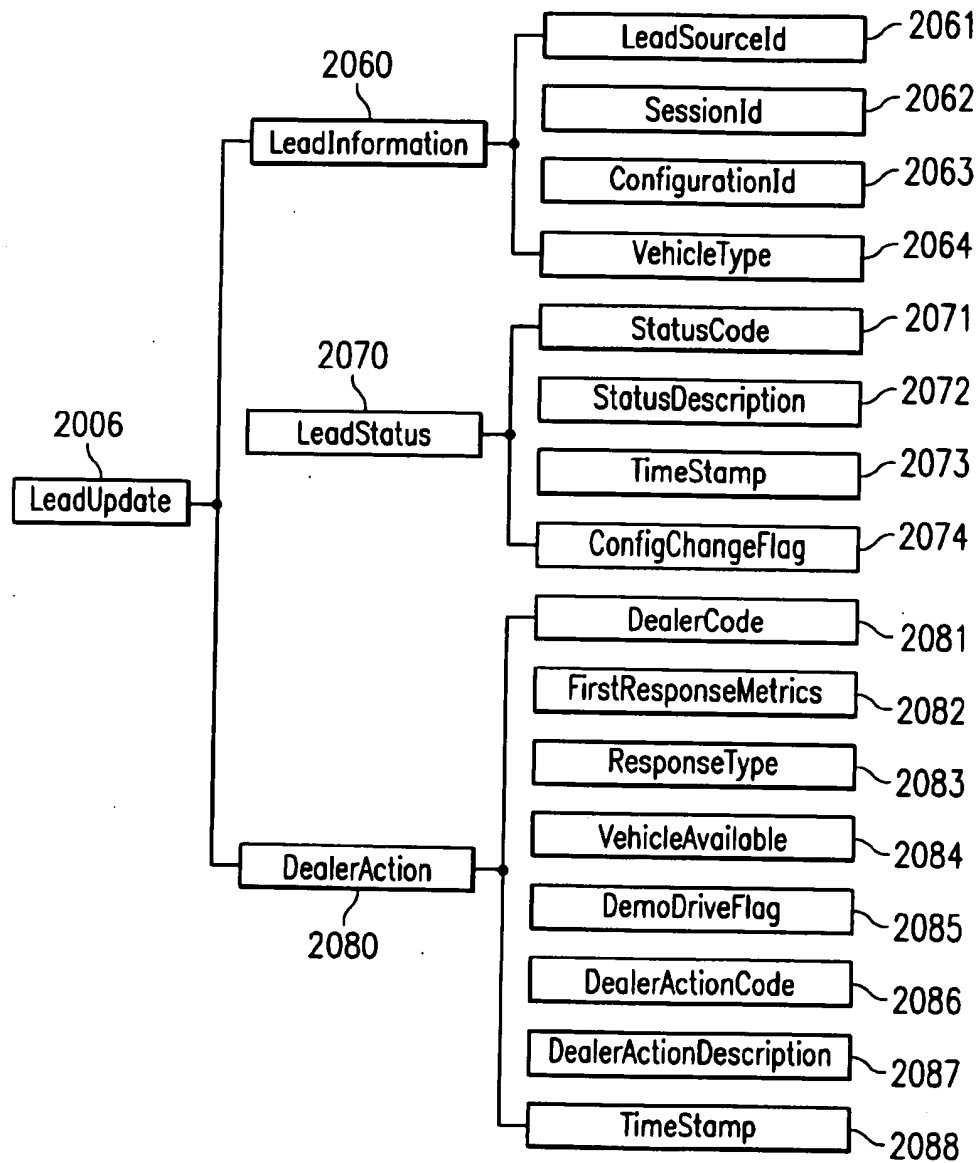 LeadSourceId 2061
2060
SessionId 2062
LeadInformation
ConfigurationId 2063
VehicleType 2064
StatusCode 2071
2070
StatusDescription 2072
LeadStatus
2006
TimeStamp 2073
LeadUpdate
ConfigChangeFlag 2074
DealerCode 2081
FirstResponseMetrics 2082
ResponseType 2083
VehicleAvailable 2084
DealerAction
DemoDriveFlag 2085
2080
DealerActionCode 2086
DealerActionDescription 2087
TimeStamp 2088